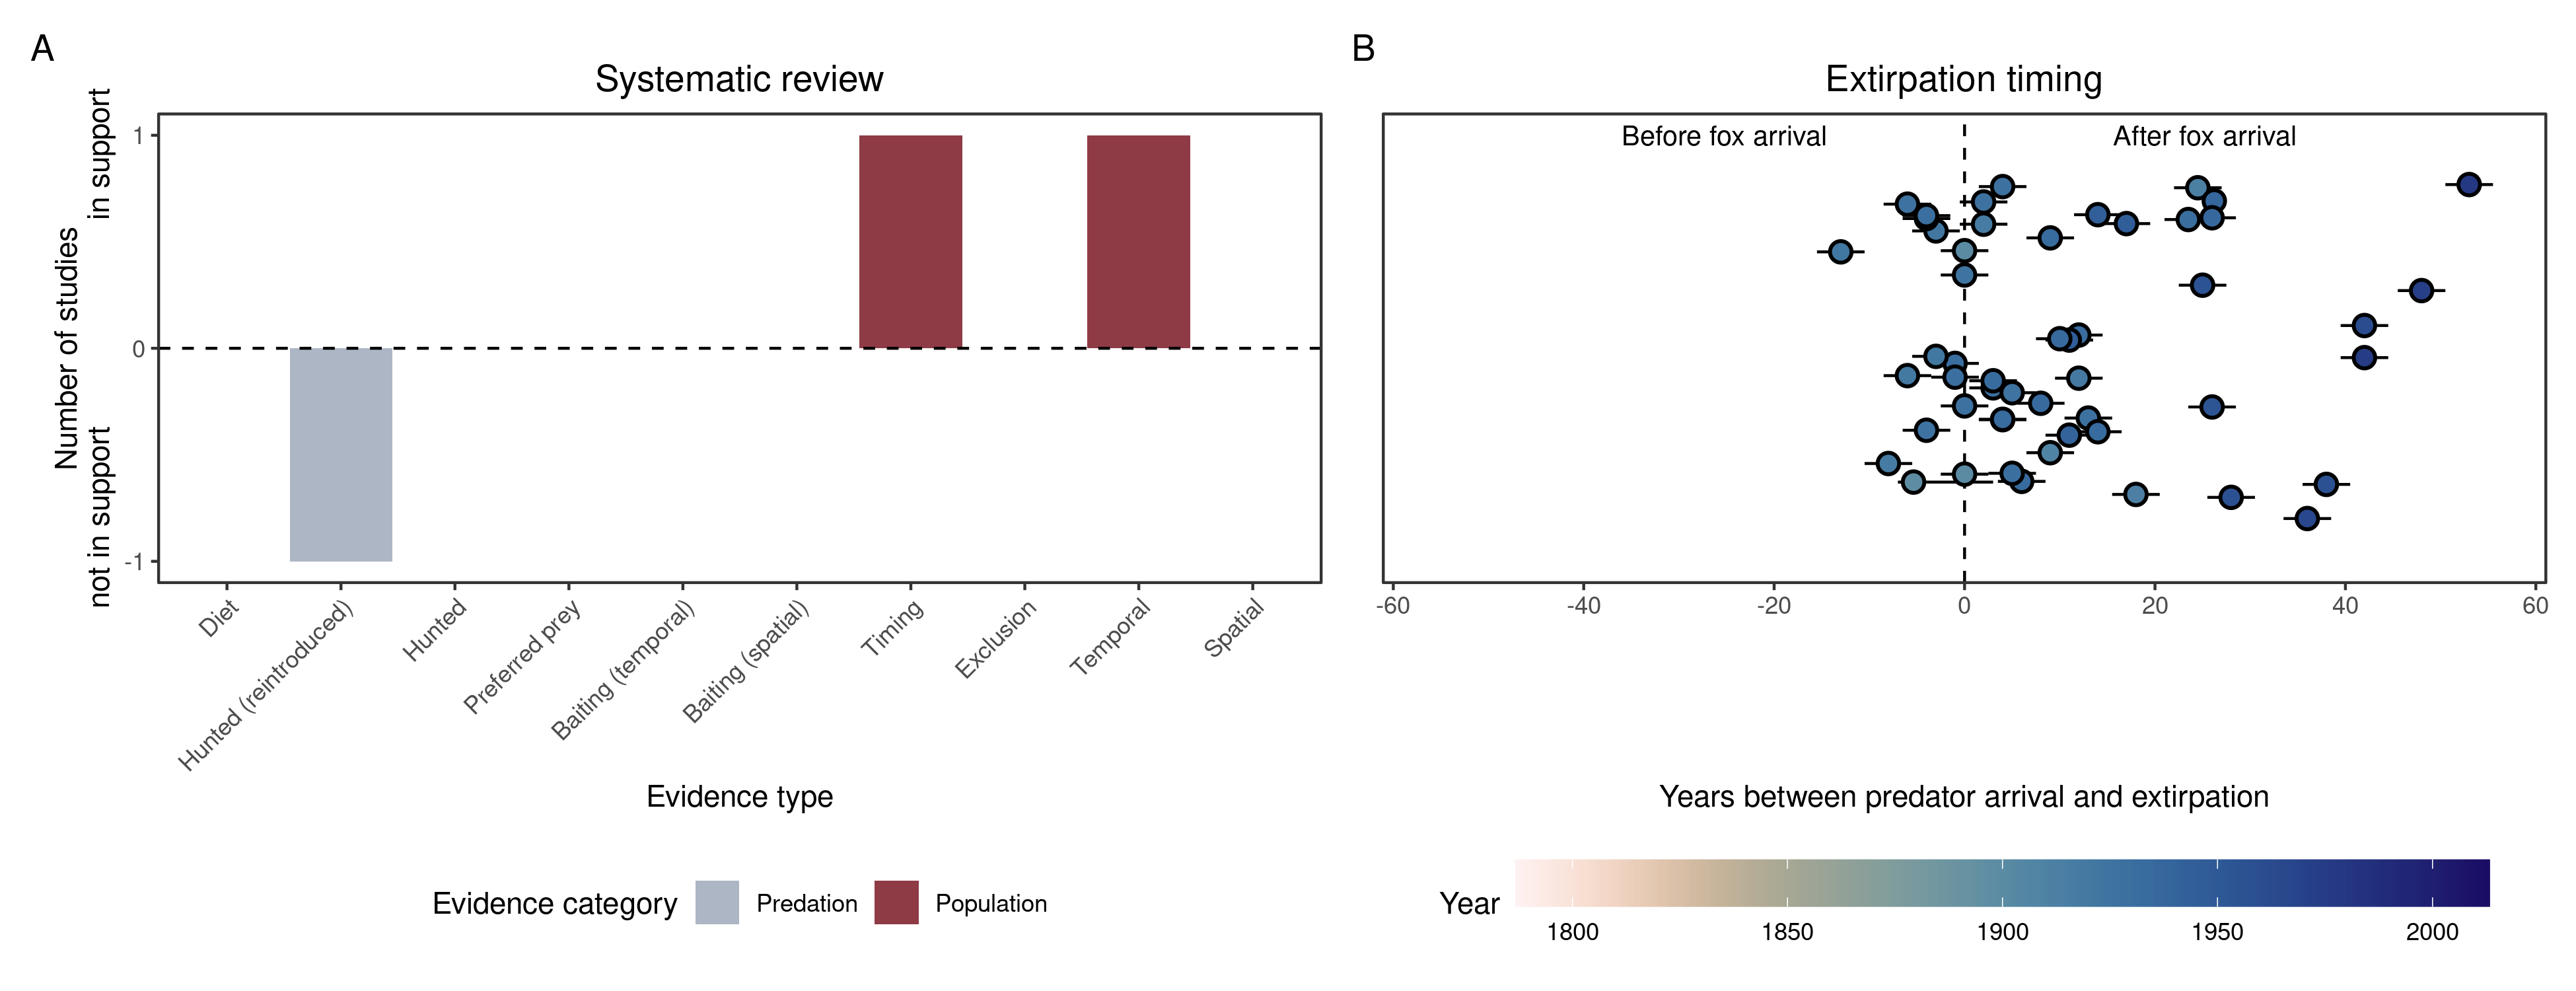 A
Systematic review
Number of studies
not in support
in support
1
0
-1
Diet
Hunted (reintroduced)
Hunted
Preferred prey
Baiting (temporal)
Baiting (spatial)
Timing
Exclusion
Temporal
Spatial
Evidence type
Evidence category
Predation
Population
B
Extirpation timing
Before fox arrival
After fox arrival
-60
-40
-20
0
20
40
60
Years between predator arrival and extirpation
Year
1800
1850
1900
1950
2000